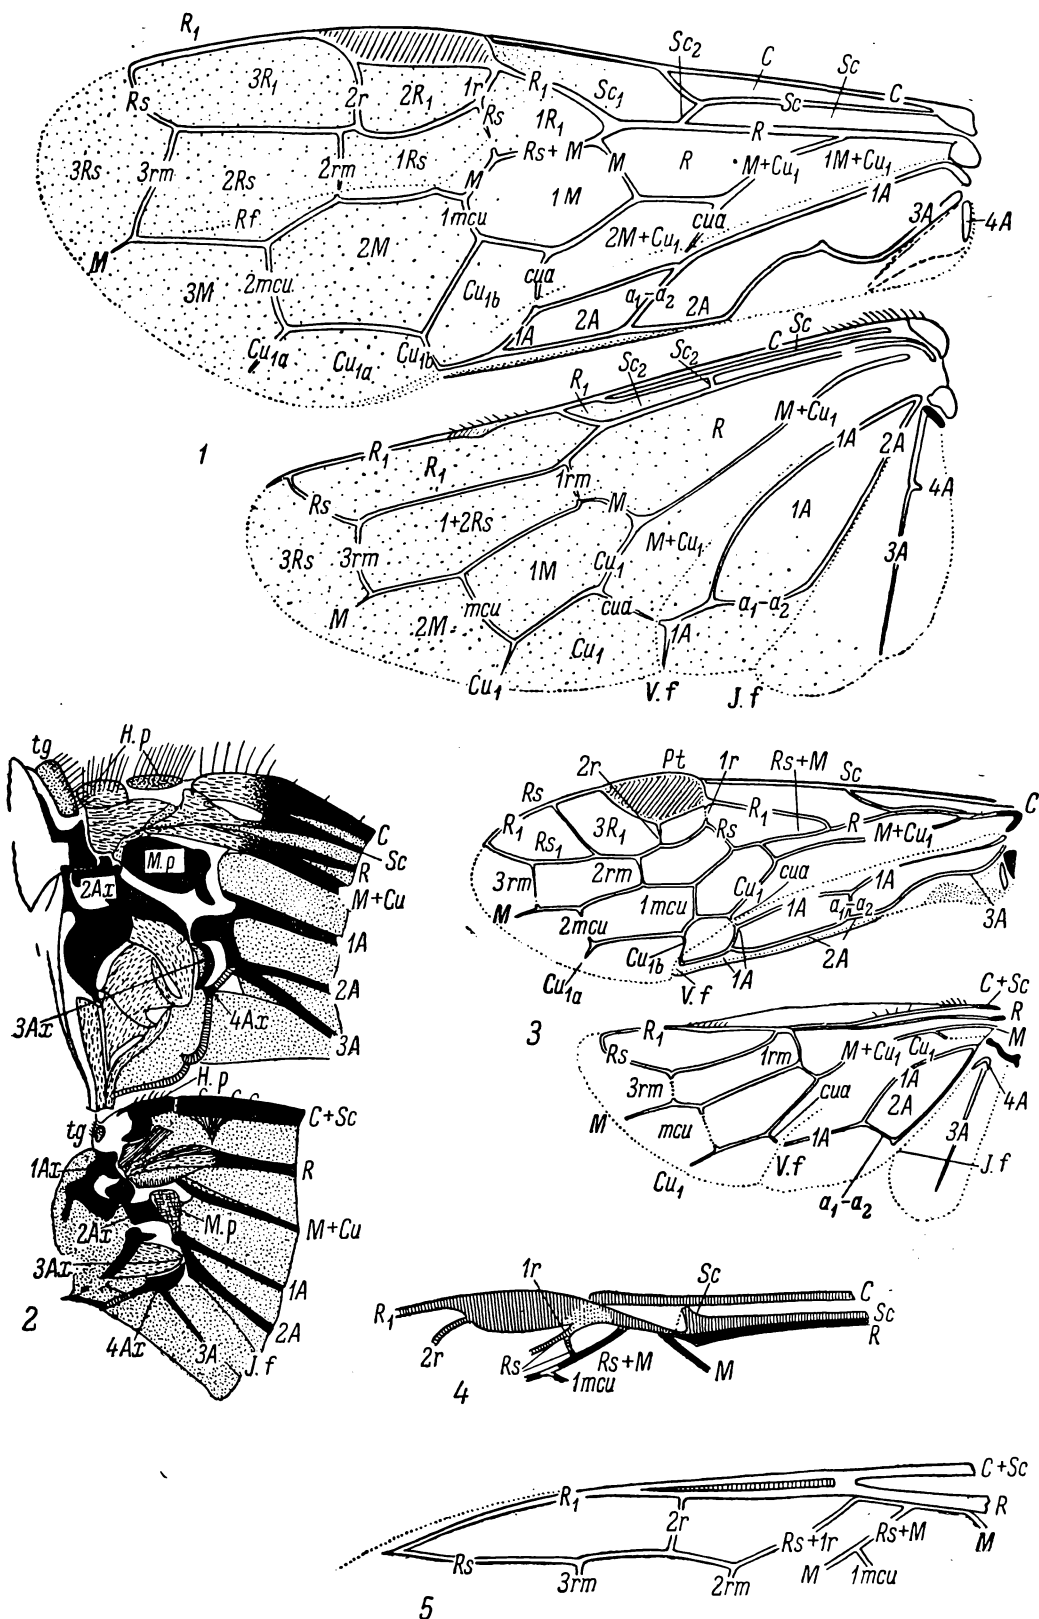 R₁
Sc₂
C
Sc
3R₁
2r
2R₁
1r
R₁
Sc₁
Sc
C
Rs
Rs
1R₁
R
3Rs
3rm
2Rs
2rm
1Rs
M
Rs+M
M
R
M+Cu₁
1M+Cu₁
Rf
1mcu
1M
1A
3A
4A
M
3M
2mcu
2M
Cu₁b
cua
2M+Cu₁
cua
a₁-a₂
Cu₁a
Cu₁a
Cu₁b
1A
2A
2A
Sc
C
Sc₂
Sc₂
R₁
1
R₁
R₁
R
M+Cu₁
1A
2A
Rs
1rm
M
4A
3Rs
3rm
1+2Rs
1A
3A
M
1M
Cu₁
M+Cu₁
mcu
2M
cua
a₁-a₂
1A
Cu₁
Cu₁
V.f
J.f
tg
H.p
C
Sc
R
M+Cu
M.p
2Ax
1A
2A
3A
3Ax
4Ax
H.p
tg
C+Sc
1Ax
R
2Ax
M.p
M+Cu
3Ax
1A
2
2A
4Ax
3A
J.f
2r
Pt
1r
Rs+M
Sc
C
Rs
R₁
Rs₁
3R₁
Rs
R₁
R
M+Cu₁
3rm
2rm
cua
M
2mcu
1mcu
Cu₁
1A
1A
a₁-a₂
3A
Cu₁a
Cu₁b
V.f
1A
2A
3
C+Sc
R
M
R₁
Rs
1rm
M+Cu₁
Cu₁
3rm
1A
4A
M
mcu
cua
2A
3A
1A
Cu₁
V.f
a₁-a₂
J.f
1r
Sc
C
Sc
R
R₁
2r
Rs
Rs+M
M
1mcu
4
C+Sc
R₁
R
2r
Rs+1r
Rs+M
M
Rs
3rm
2rm
M
1mcu
5